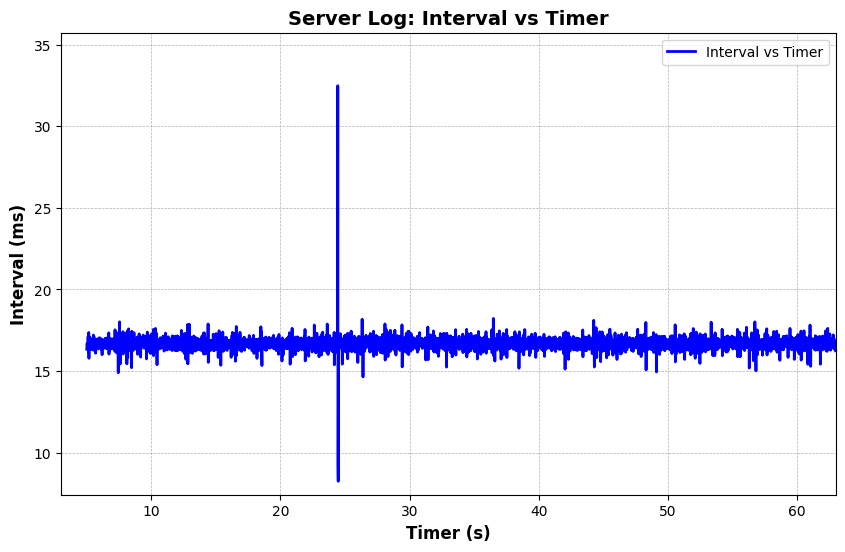 Server Log: Interval vs Timer
Interval vs Timer
35
30
25
20
15
10
Interval (ms)
10 20 30 40 50 60
Timer (s)